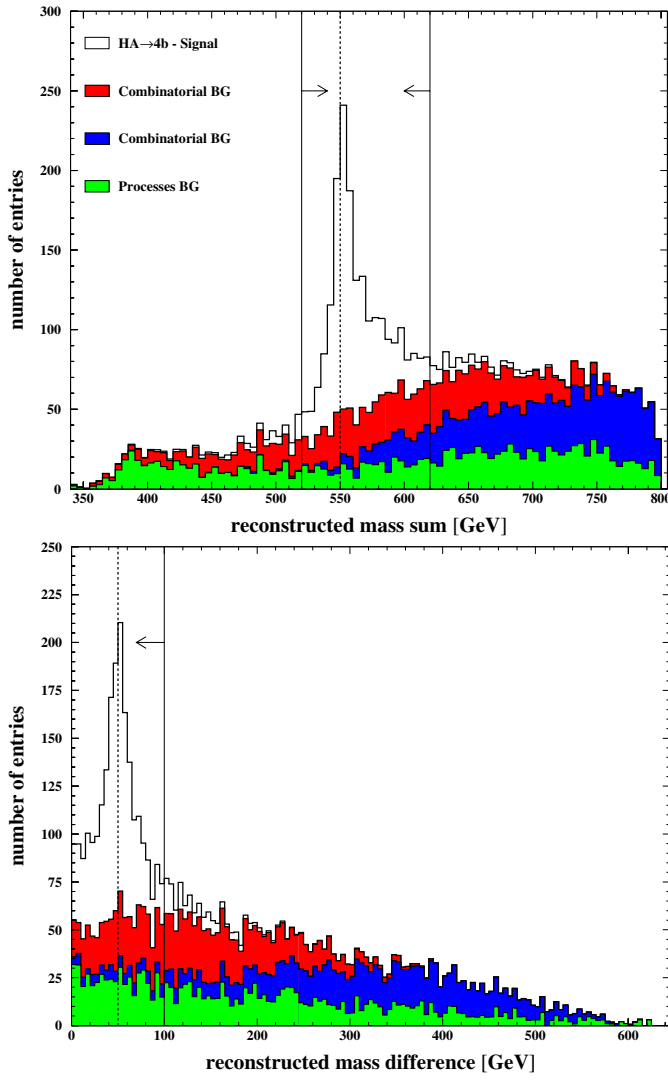 300
250
200
150
100
50
0
number of entries
HA→4b - Signal
Combinatorial BG
Combinatorial BG
Processes BG
350 400 450 500 550 600 650 700 750 800
reconstructed mass sum [GeV]
250
225
200
175
150
125
100
75
50
25
0
number of entries
0 100 200 300 400 500 600
reconstructed mass difference [GeV]